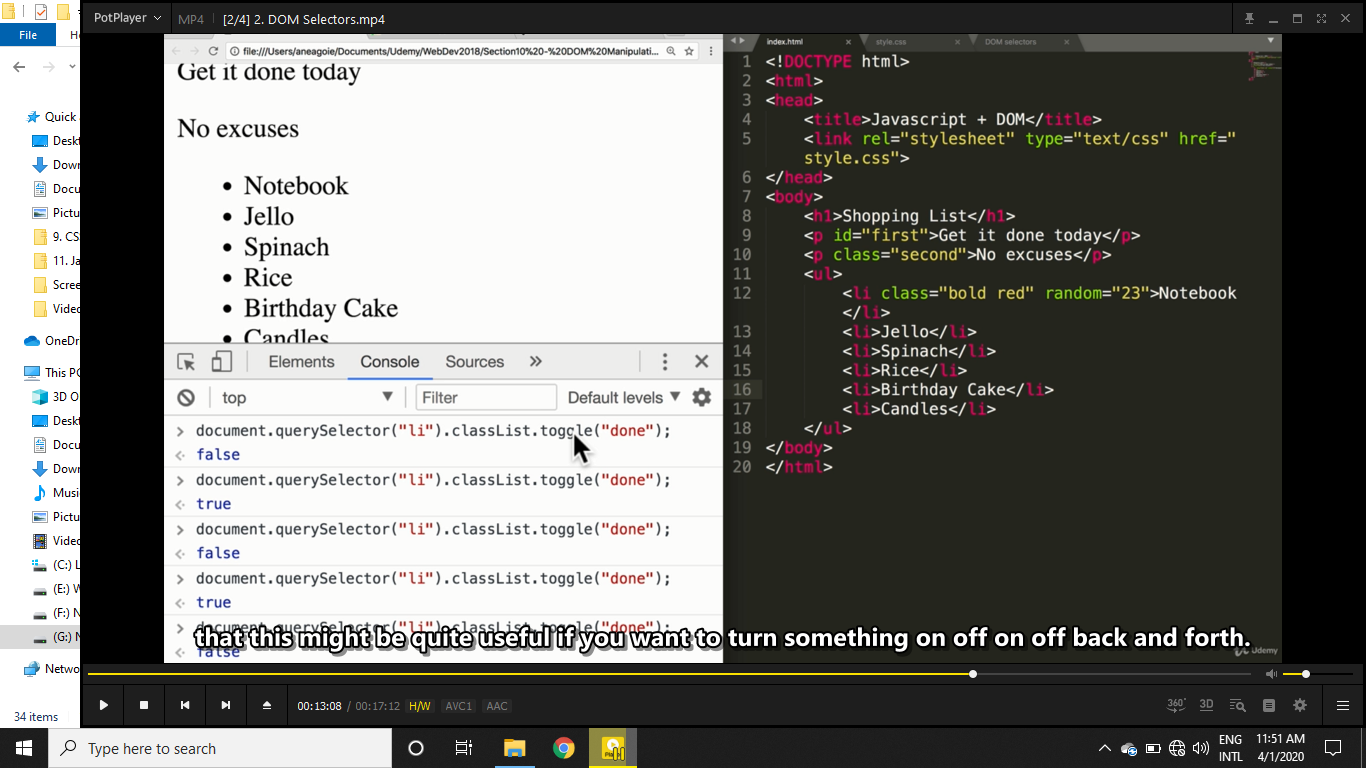 PotPlayer
MP4
[2/4] 2. DOM Selectors.mp4
File
Quick
Deskt
Down
Docu
Pictu
9. CS
11. Ja
Scree
Videc
OneDr
This PC
3D O
Deskt
Docu
Down
Musi
Pictu
Videc
(C:) L
(E:) W
(F:) N
(G:) N
Netwo
34 items
file:///Users/aneagoie/Documents/Udemy/WebDev2018/Section10%20-%20DOM%20Manipulati...
Get it done today
No excuses
Notebook
Jello
Spinach
Rice
Birthday Cake
Candles
Elements Console Sources »
top Filter Default levels
> document.querySelector("li").classList.toggle("done");
false
> document.querySelector("li").classList.toggle("done");
true
> document.querySelector("li").classList.toggle("done");
false
> document.querySelector("li").classList.toggle("done");
true
> document.querySelector("li").classList.toggle("done");
false
index.html style.css DOM selectors
1 <!DOCTYPE html>
2 <html>
3 <head>
4 <title>Javascript + DOM</title>
5 <link rel="stylesheet" type="text/css" href="
style.css">
6 </head>
7 <body>
8 <h1>Shopping List</h1>
9 <p id="first">Get it done today</p>
10 <p class="second">No excuses</p>
11 <ul>
12 <li class="bold red" random="23">Notebook
</li>
13 <li>Jello</li>
14 <li>Spinach</li>
15 <li>Rice</li>
16 <li>Birthday Cake</li>
17 <li>Candles</li>
18 </ul>
19 </body>
20 </html>
that this might be quite useful if you want to turn something on off on off back and forth.
Udemy
00:13:08 / 00:17:12 H/W AVC1 AAC
360° 3D
Type here to search
ENG
INTL
11:51 AM
4/1/2020